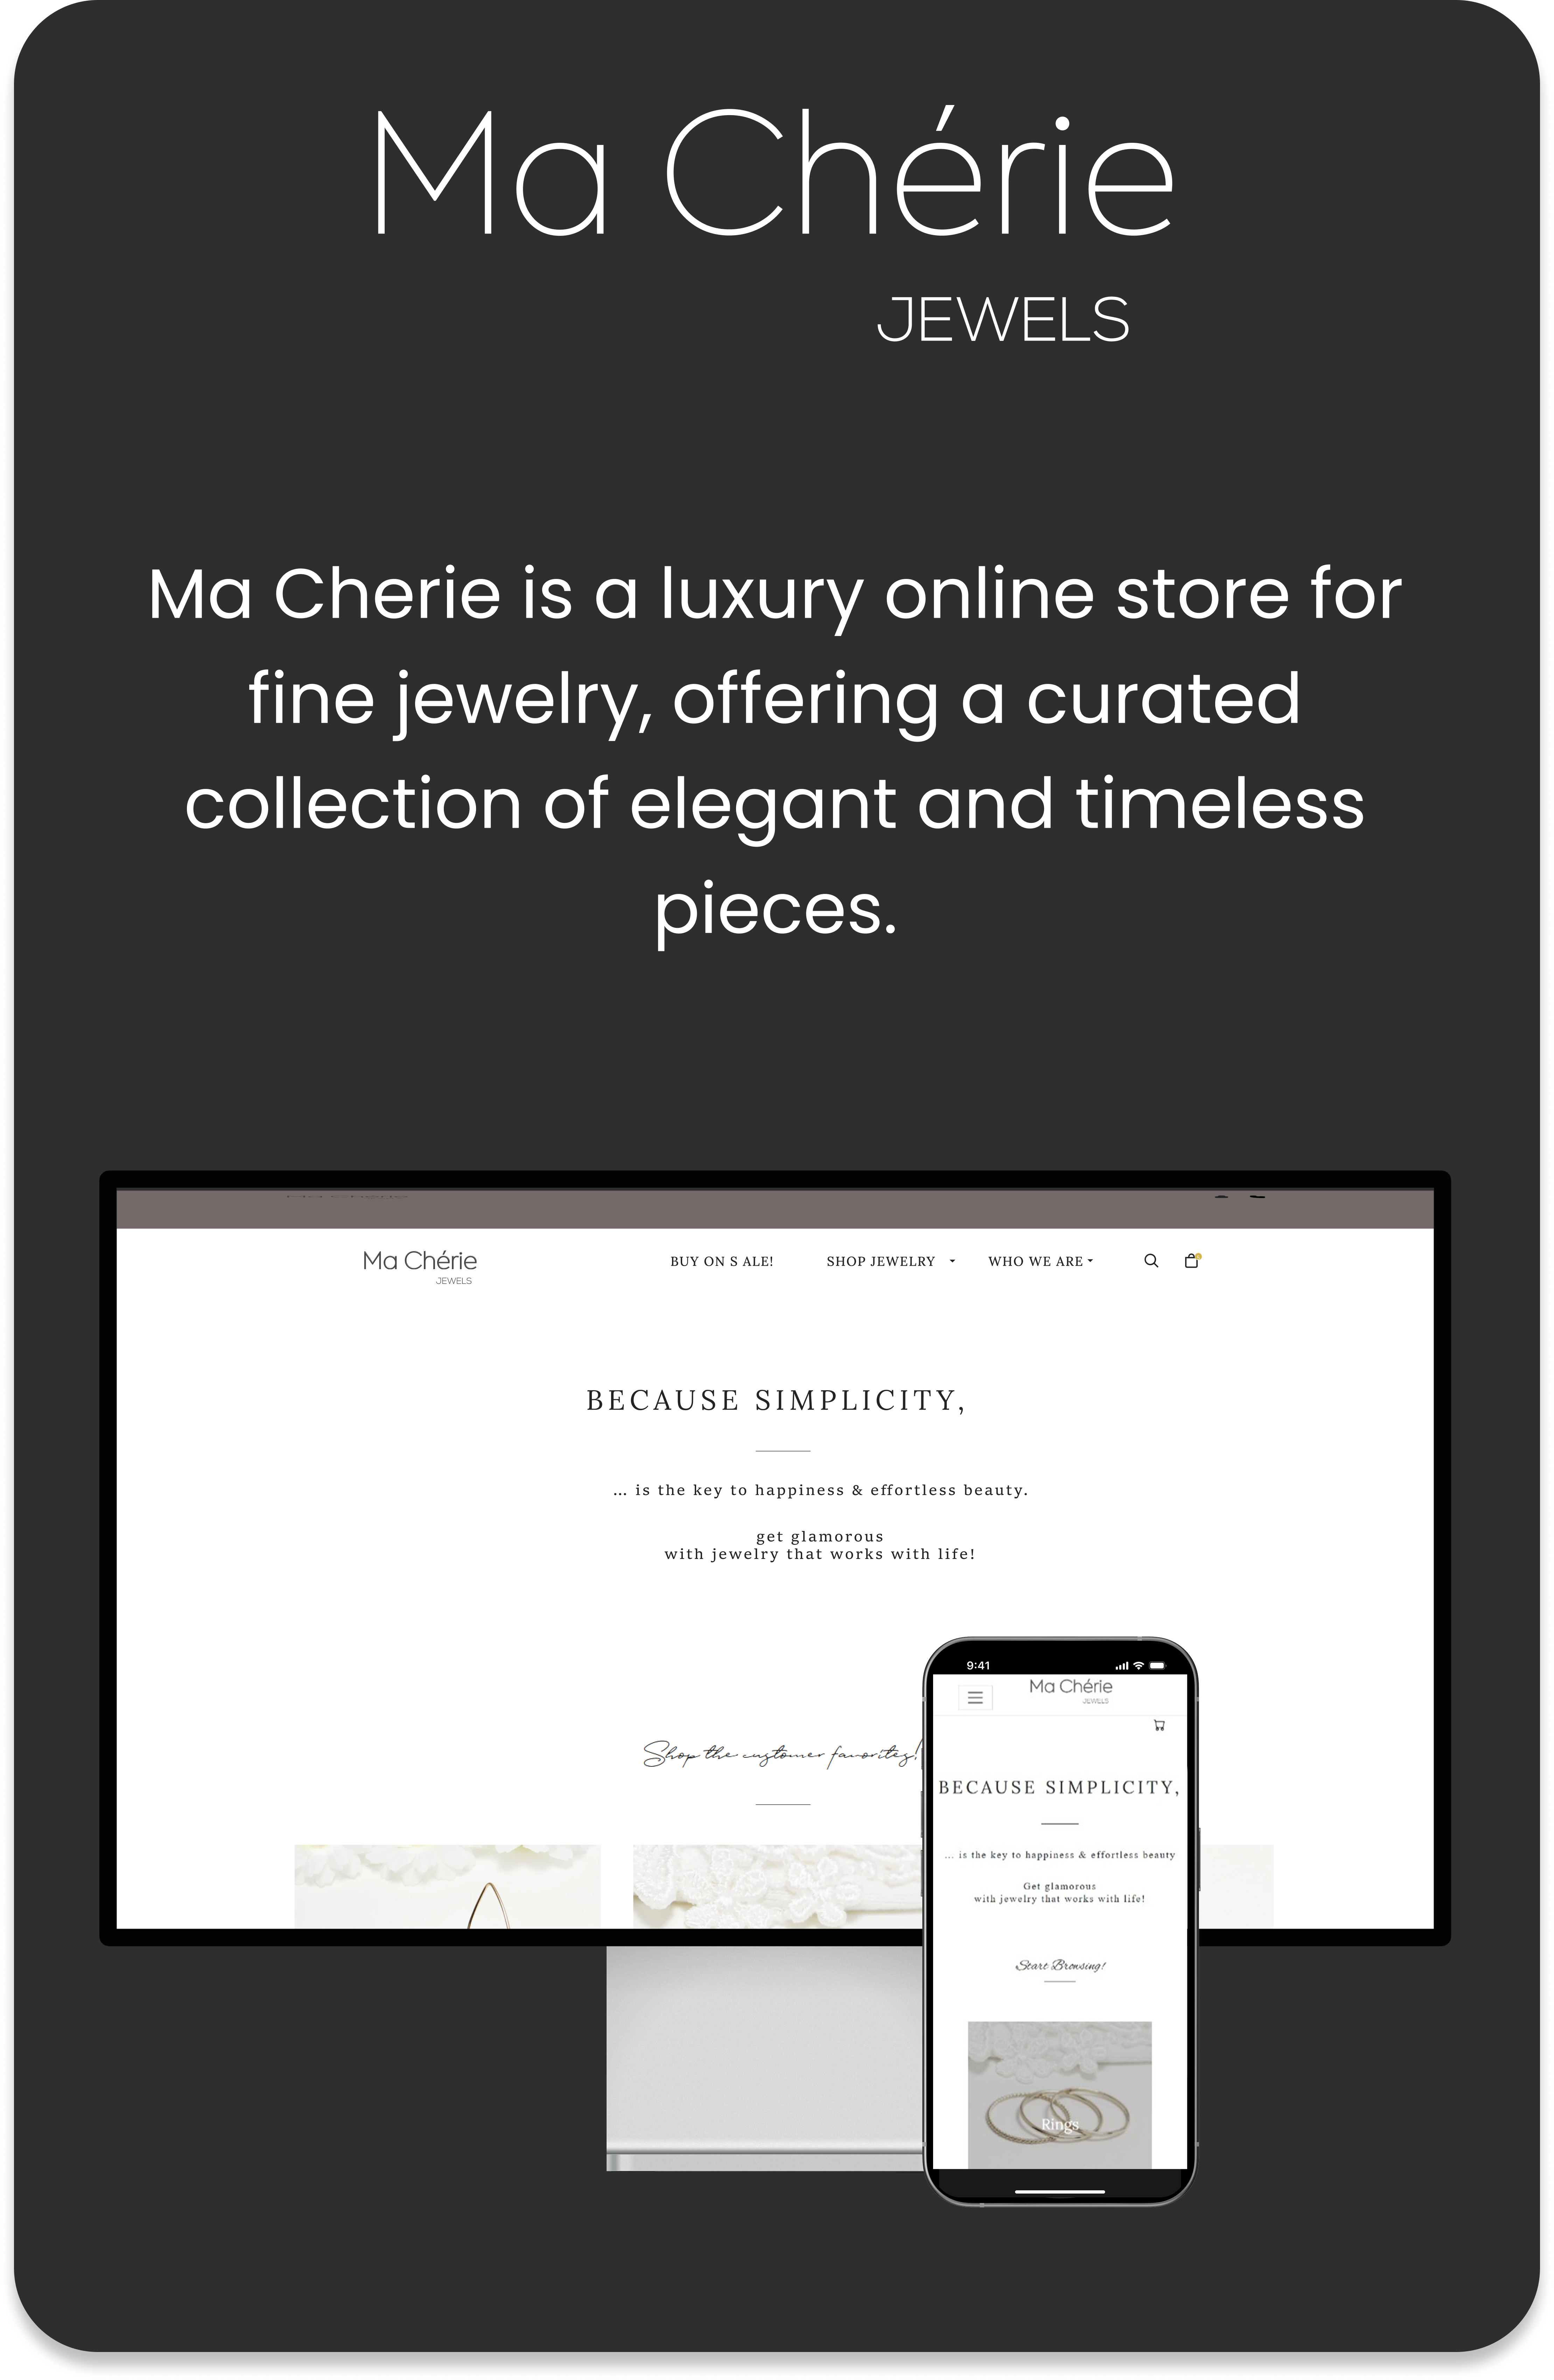 Ma Chérie
JEWELS
Ma Cherie is a luxury online store for
fine jewelry, offering a curated
collection of elegant and timeless
pieces.
Ma Chérie
JEWELS
BUY ON S ALE! SHOP JEWELRY WHO WE ARE
BECAUSE SIMPLICITY,
... is the key to happiness & effortless beauty.
get glamorous
with jewelry that works with life!
Shop the customer favorites!
9:41
Ma Chérie
JEWELS
BECAUSE SIMPLICITY,
... is the key to happiness & effortless beauty
Get glamorous
with jewelry that works with life!
Start Browsing!
Rings